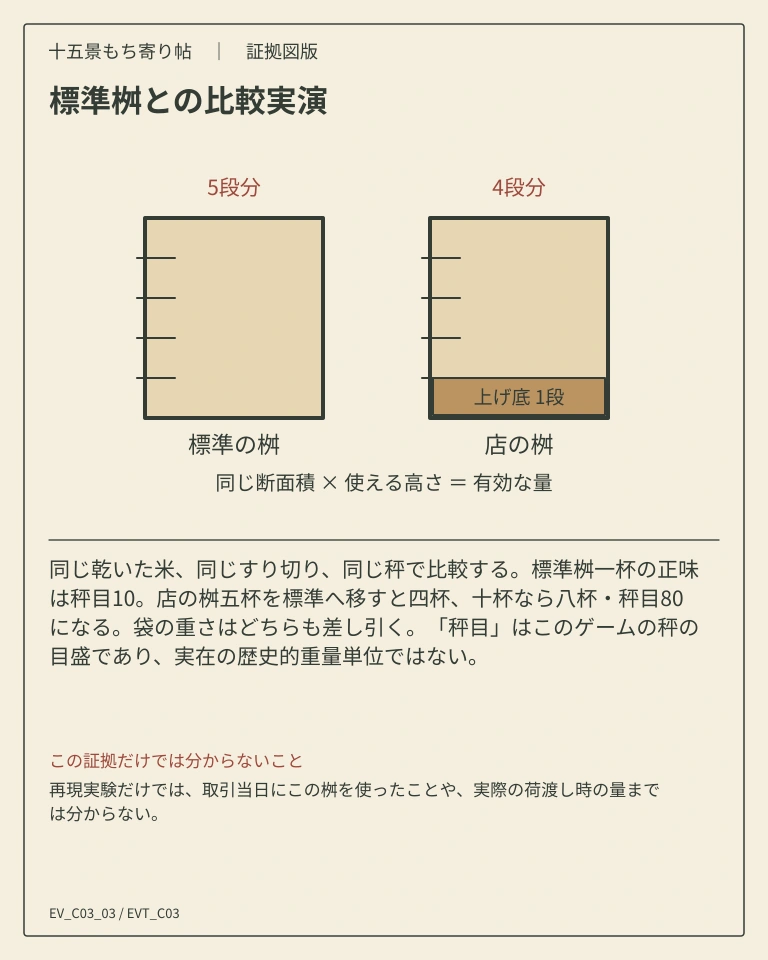 十五景もち寄り帖 ｜ 証拠図版
標準桝との比較実演
5段分
4段分
上げ底 1段
標準の桝
店の桝
同じ断面積 × 使える高さ ＝ 有効な量
同じ乾いた米、同じすり切り、同じ秤で比較する。標準桝一杯の正味
は秤目10。店の桝五杯を標準へ移すと四杯、十杯なら八杯・秤目80
になる。袋の重さはどちらも差し引く。「秤目」はこのゲームの秤の
目盛であり、実在の歴史的重量単位ではない。
この証拠だけでは分からないこと
再現実験だけでは、取引当日にこの桝を使ったことや、実際の荷渡し時の量まで
は分からない。
EV_C03_03 / EVT_C03